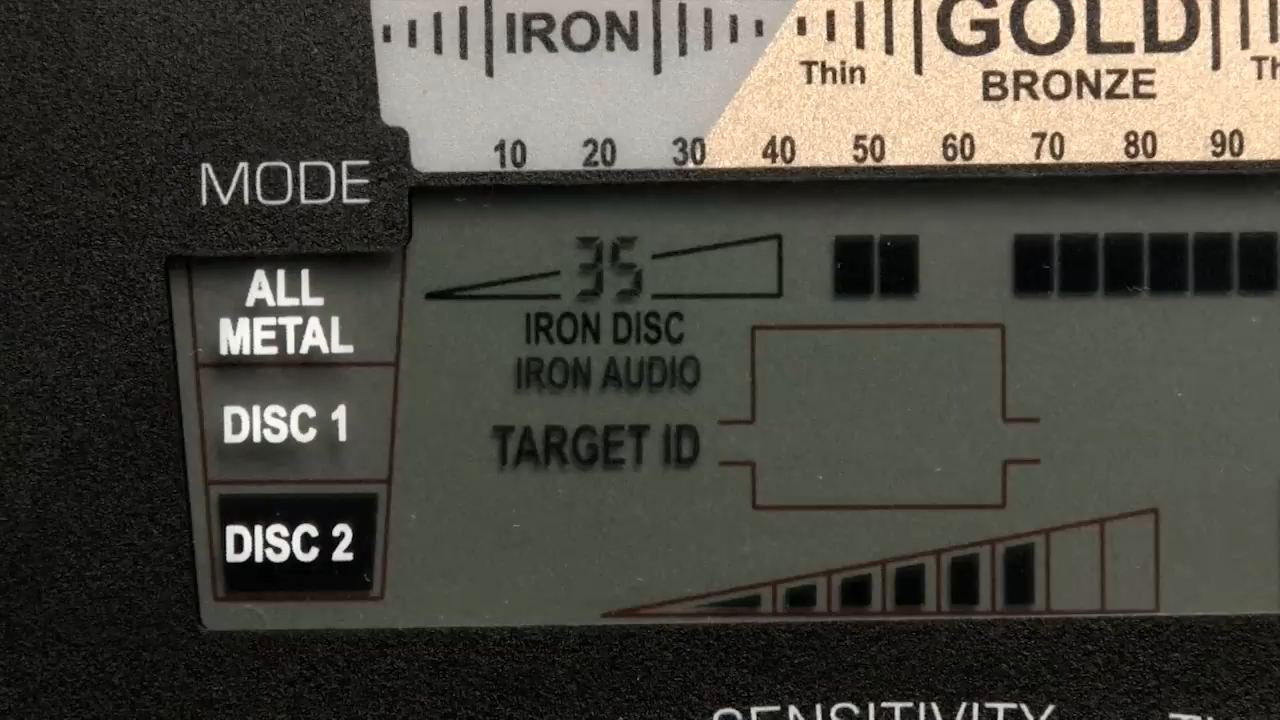 IRON GOLD
Thin BRONZE
10 20 30 40 50 60 70 80 90
MODE
ALL
METAL
35
IRON DISC
IRON AUDIO
DISC 1
TARGET ID
DISC 2
SENSITIVITY